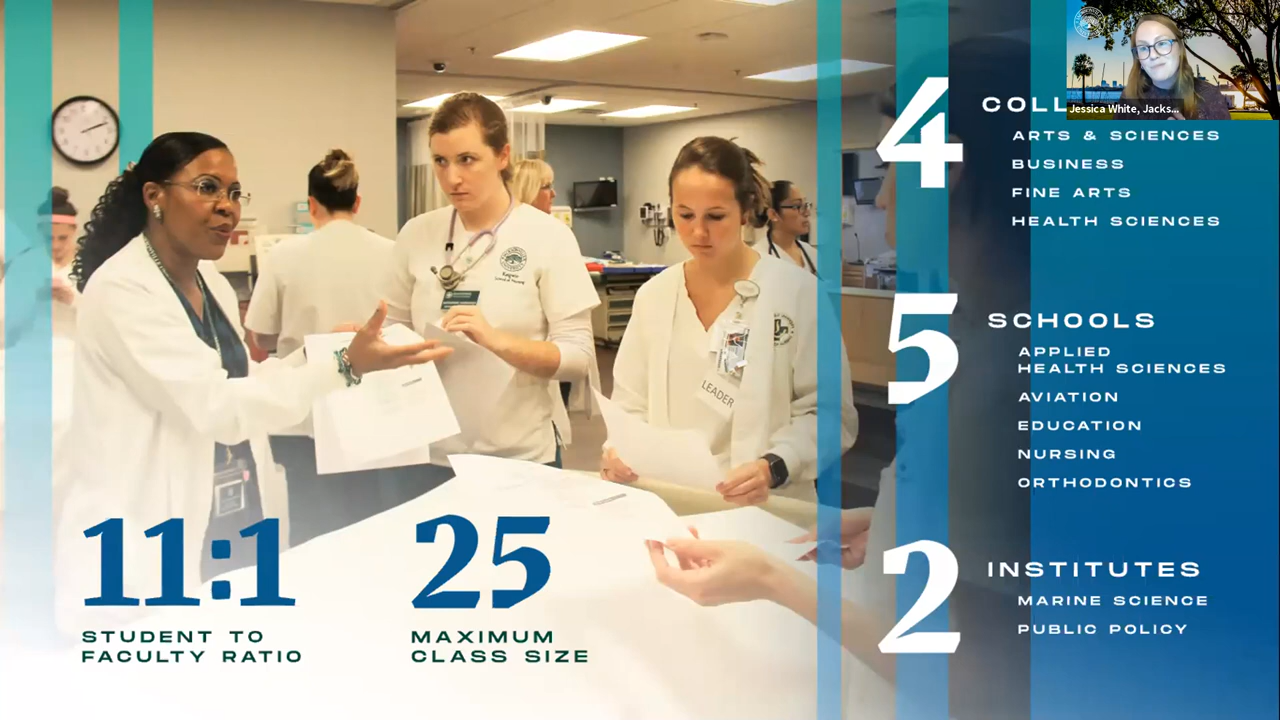 4
COLL
ARTS & SCIENCES
BUSINESS
FINE ARTS
HEALTH SCIENCES
5
SCHOOLS
APPLIED
HEALTH SCIENCES
AVIATION
EDUCATION
NURSING
ORTHODONTICS
2
INSTITUTES
MARINE SCIENCE
PUBLIC POLICY
11:1
STUDENT TO
FACULTY RATIO
25
MAXIMUM
CLASS SIZE
Jessica White, Jacks...
LEADER